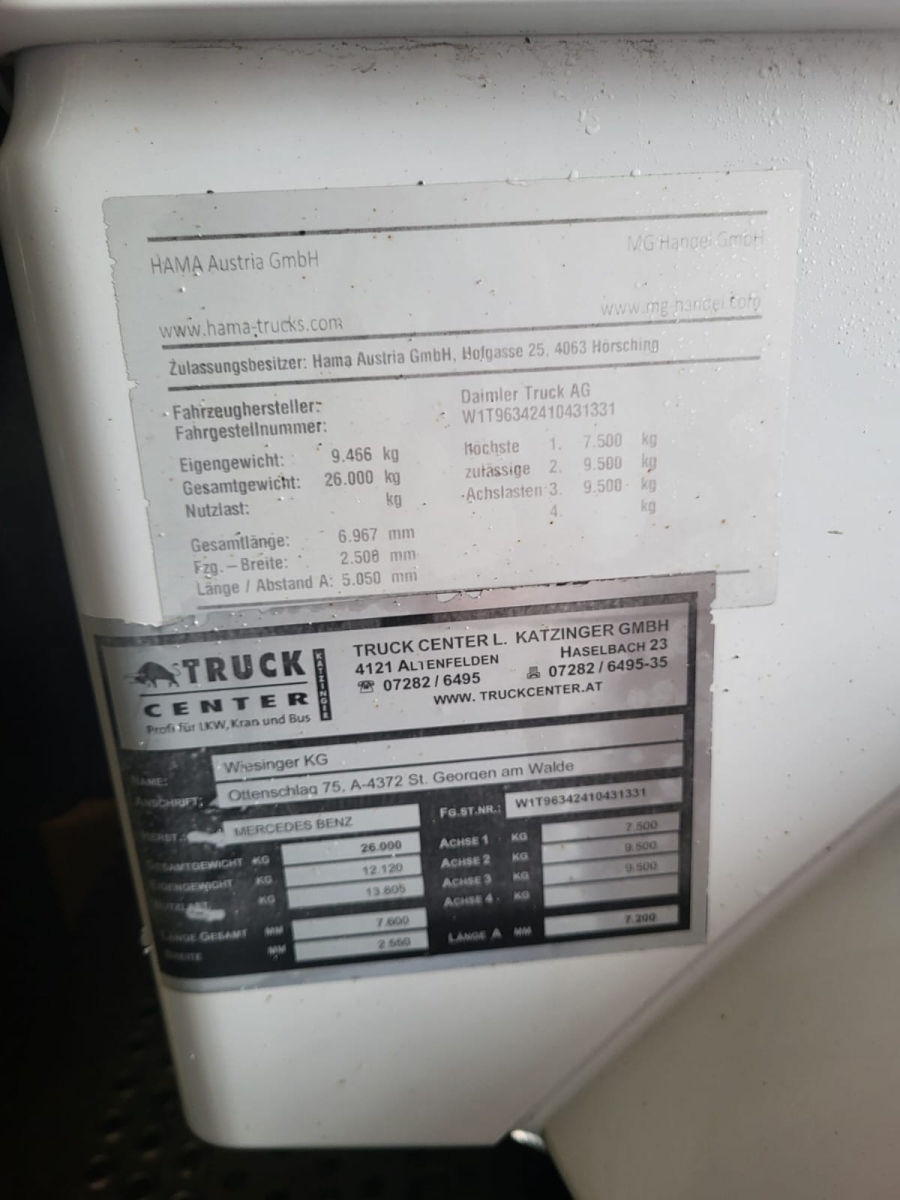 HAMA Austria GmbH
MG Handel GmbH
www.hama-trucks.com
www.mg-handel.com
Zulassungsbesitzer: Hama Austria GmbH, Hofgasse 25, 4063 Hörsching
Fahrzeughersteller: Daimler Truck AG
Fahrgestellnummer: W1T96342410431331
Eigengewicht: 9.466 kg Höchste 1. 7.500 kg
Gesamtgewicht: 26.000 kg zulässige 2. 9.500 kg
Nutzlast: kg Achslasten 3. 9.500 kg
4. kg
Gesamtlänge: 6.967 mm
Fzg. – Breite: 2.508 mm
Länge / Abstand A: 5.050 mm
TRUCK CENTER KATZINGER
Profi für LKW, Kran und Bus
TRUCK CENTER L. KATZINGER GMBH
4121 ALTENFELDEN HASELBACH 23
☎ 07282 / 6495 07282 / 6495-35
WWW. TRUCKCENTER.AT
NAME: Wiesinger KG
ANSCHRIFT: Ottenschlag 75, A-4372 St. Georgen am Walde
HERST.: MERCEDES BENZ FG.ST.NR.: W1T96342410431331
GESAMTGEWICHT KG 26.000 ACHSE 1 KG 7.500
EIGENGEWICHT KG 12.120 ACHSE 2 KG 9.500
NUTZLAST KG 13.805 ACHSE 3 KG 9.500
ACHSE 4 KG
LÄNGE GESAMT MM 7.600 LÄNGE A MM 7.200
BREITE MM 2.550